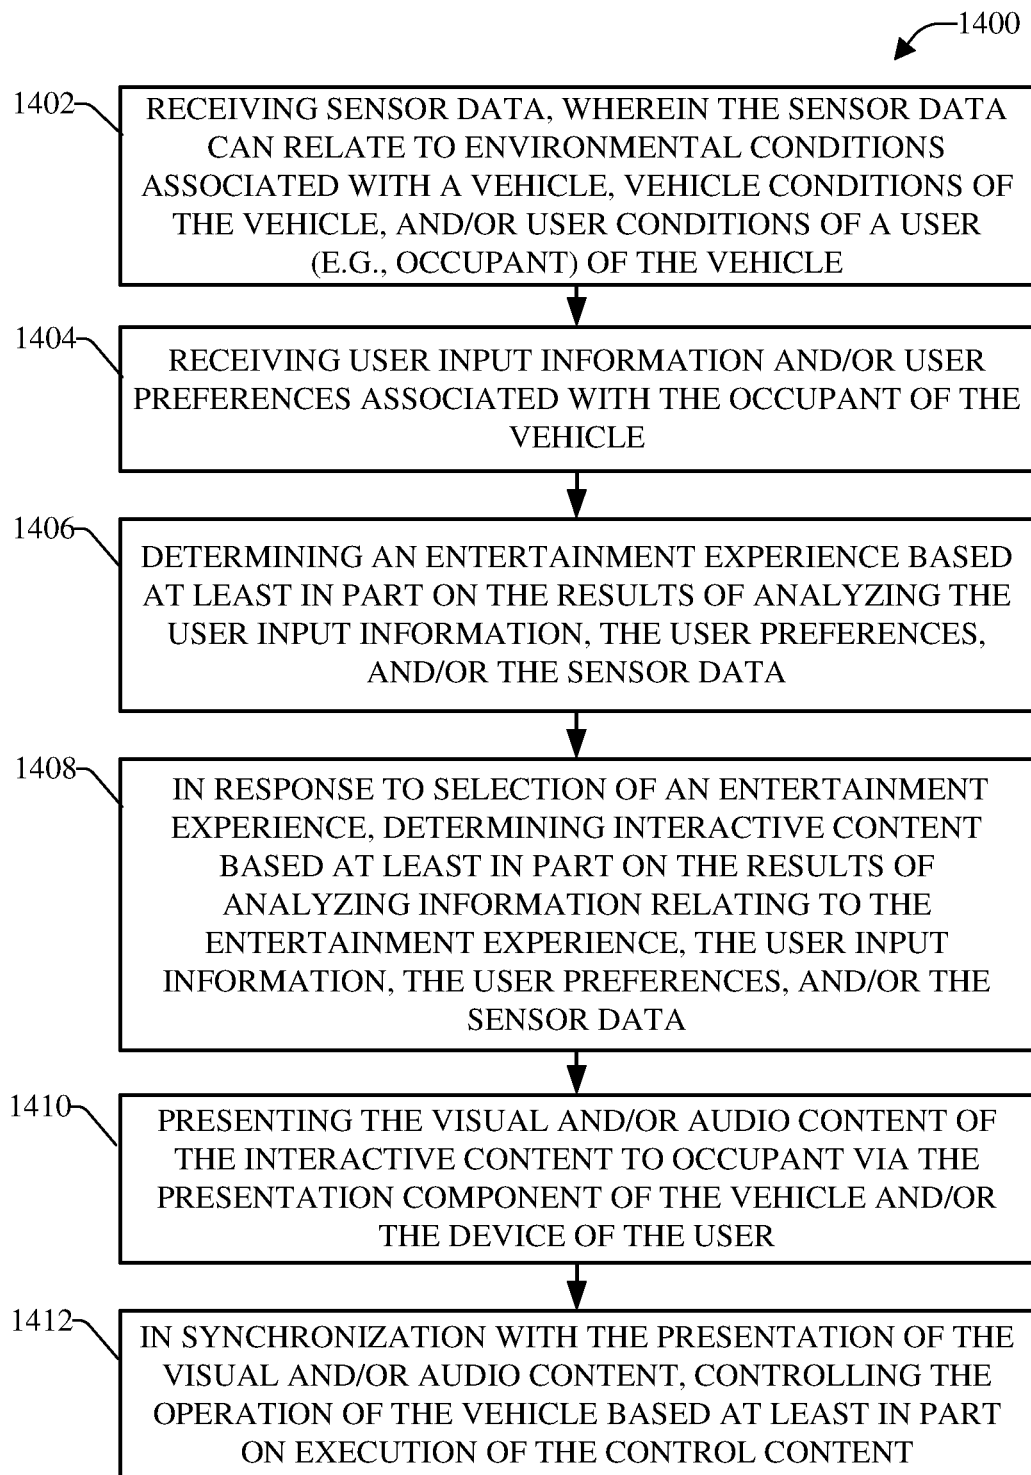 1400
1402
RECEIVING SENSOR DATA, WHEREIN THE SENSOR DATA
CAN RELATE TO ENVIRONMENTAL CONDITIONS
ASSOCIATED WITH A VEHICLE, VEHICLE CONDITIONS OF
THE VEHICLE, AND/OR USER CONDITIONS OF A USER
(E.G., OCCUPANT) OF THE VEHICLE
1404
RECEIVING USER INPUT INFORMATION AND/OR USER
PREFERENCES ASSOCIATED WITH THE OCCUPANT OF THE
VEHICLE
1406
DETERMINING AN ENTERTAINMENT EXPERIENCE BASED
AT LEAST IN PART ON THE RESULTS OF ANALYZING THE
USER INPUT INFORMATION, THE USER PREFERENCES,
AND/OR THE SENSOR DATA
1408
IN RESPONSE TO SELECTION OF AN ENTERTAINMENT
EXPERIENCE, DETERMINING INTERACTIVE CONTENT
BASED AT LEAST IN PART ON THE RESULTS OF
ANALYZING INFORMATION RELATING TO THE
ENTERTAINMENT EXPERIENCE, THE USER INPUT
INFORMATION, THE USER PREFERENCES, AND/OR THE
SENSOR DATA
1410
PRESENTING THE VISUAL AND/OR AUDIO CONTENT OF
THE INTERACTIVE CONTENT TO OCCUPANT VIA THE
PRESENTATION COMPONENT OF THE VEHICLE AND/OR
THE DEVICE OF THE USER
1412
IN SYNCHRONIZATION WITH THE PRESENTATION OF THE
VISUAL AND/OR AUDIO CONTENT, CONTROLLING THE
OPERATION OF THE VEHICLE BASED AT LEAST IN PART
ON EXECUTION OF THE CONTROL CONTENT